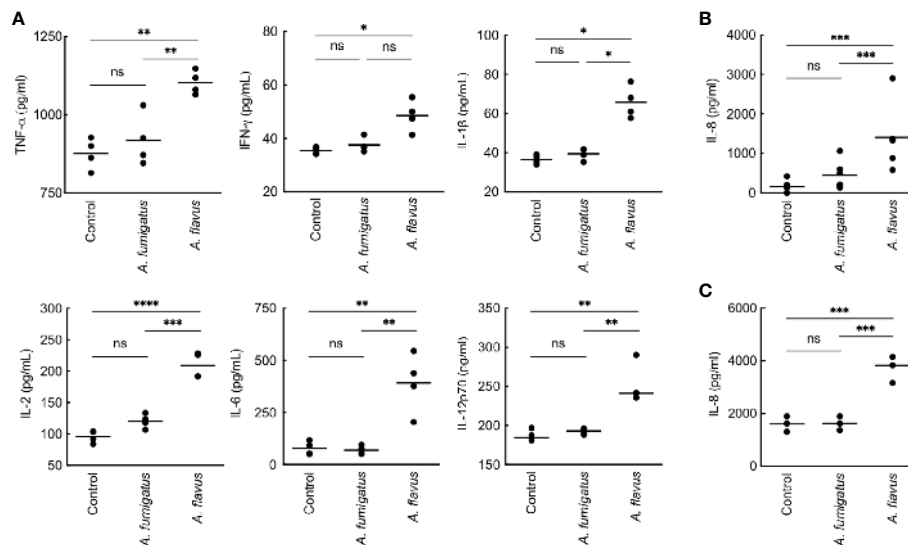 A
TNF-α (pg/ml)
1250
1000
750
**
**
ns
Control
A. fumigatus
A. flavus
IFN-γ (pg/mL)
80
60
40
20
*
ns
ns
Control
A. fumigatus
A. flavus
IL-1β (pg/mL)
100
80
60
40
20
*
ns
*
Control
A. fumigatus
A. flavus
B
IL-8 (pg/ml)
4000
3000
2000
1000
0
***
***
ns
Control
A. fumigatus
A. flavus
IL-2 (pg/mL)
300
250
200
150
100
50
****
***
ns
Control
A. fumigatus
A. flavus
IL-6 (pg/mL)
750
500
250
0
**
**
ns
Control
A. fumigatus
A. flavus
IL-12p70 (pg/ml)
350
300
250
200
150
**
**
ns
Control
A. fumigatus
A. flavus
C
IL-8 (pg/ml)
6000
4000
2000
0
***
***
ns
Control
A. fumigatus
A. flavus